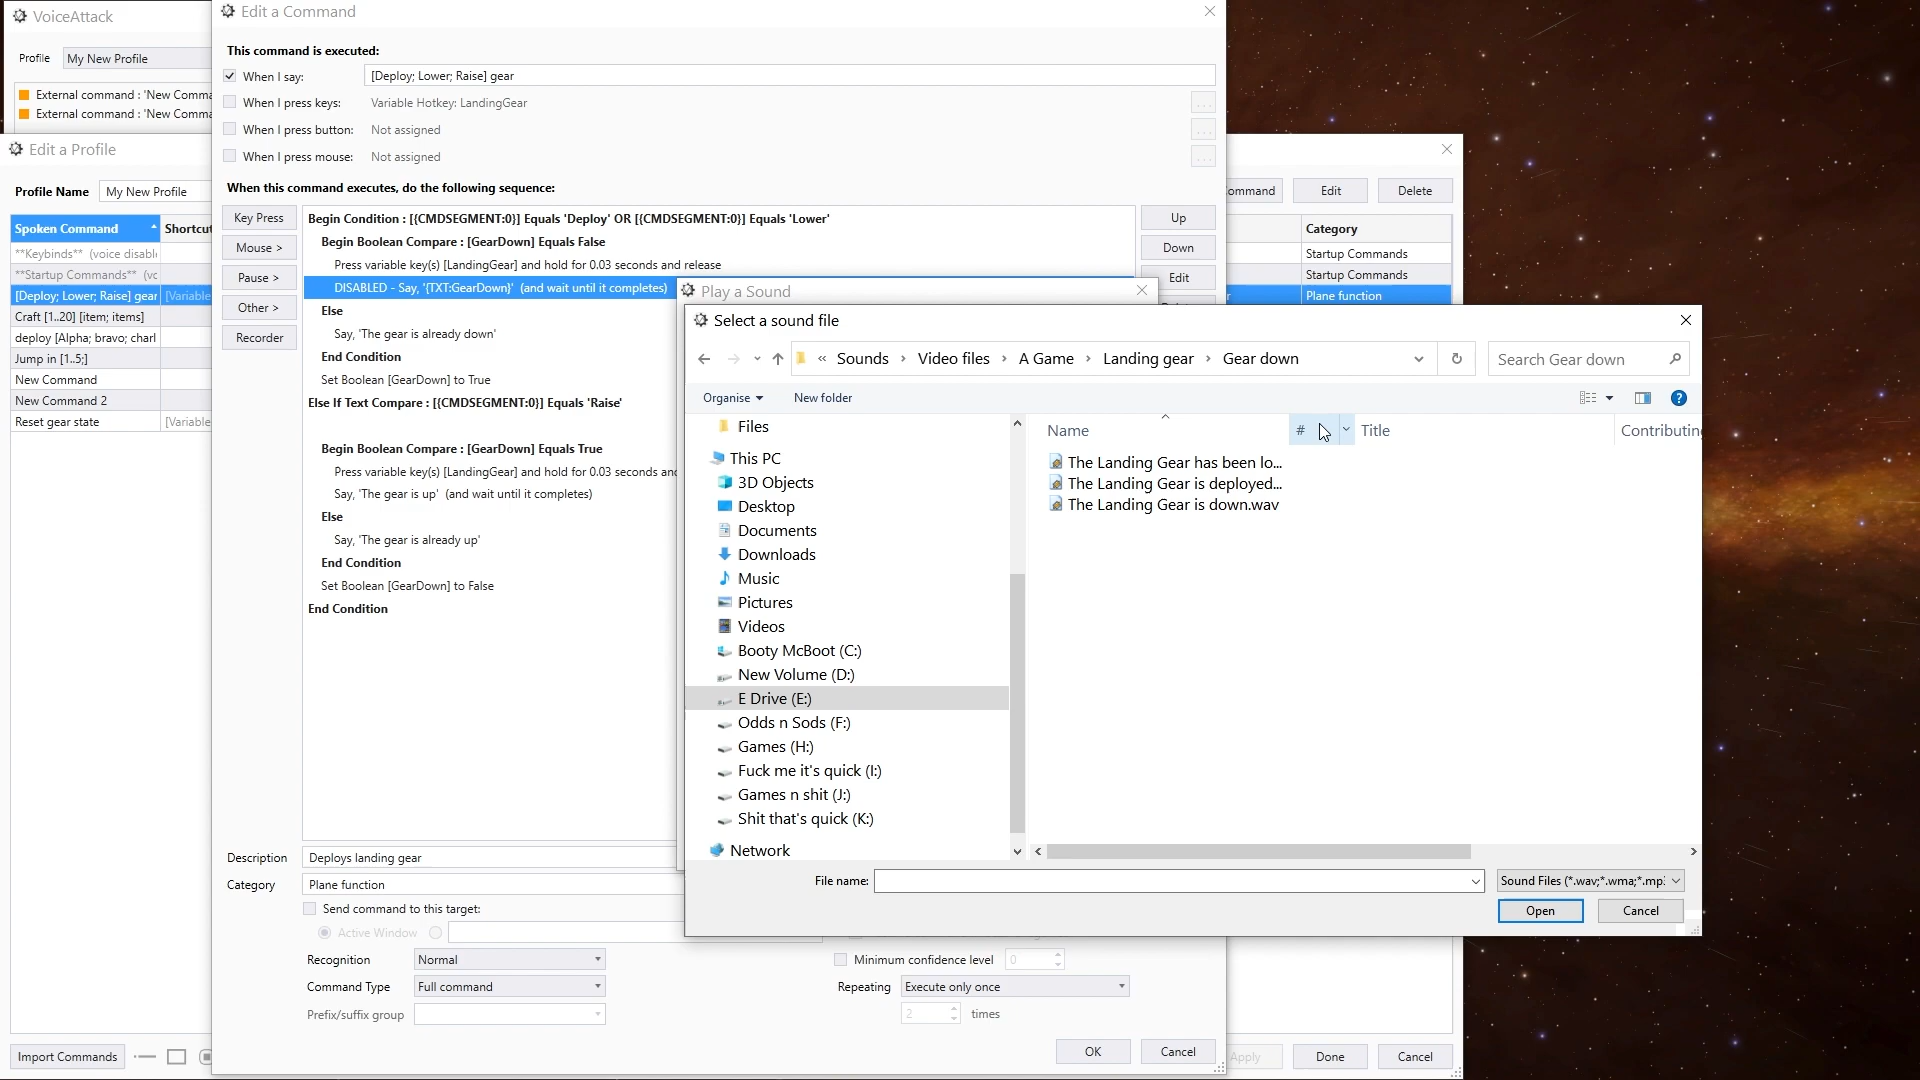 VoiceAttack
Profile
My New Profile
External command : 'New Comma
External command : 'New Comma
Edit a Profile
Profile Name
My New Profile
Spoken Command
Shortcut
**Keybinds** (voice disabl
**Startup Commands** (vc
[Deploy; Lower; Raise] gear
[Variable
Craft [1..20] [item; items]
deploy [Alpha; bravo; charl
Jump in [1..5;]
New Command
New Command 2
Reset gear state
[Variable
Import Commands
Edit a Command
This command is executed:
When I say:
[Deploy; Lower; Raise] gear
When I press keys:
Variable Hotkey: LandingGear
...
When I press button:
Not assigned
...
When I press mouse:
Not assigned
...
When this command executes, do the following sequence:
Key Press
Mouse >
Pause >
Other >
Recorder
Begin Condition : [{CMDSEGMENT:0}] Equals 'Deploy' OR [{CMDSEGMENT:0}] Equals 'Lower'
Begin Boolean Compare : [GearDown] Equals False
Press variable key(s) [LandingGear] and hold for 0.03 seconds and release
DISABLED - Say, '{TXT:GearDown}' (and wait until it completes)
Else
Say, 'The gear is already down'
End Condition
Set Boolean [GearDown] to True
Else If Text Compare : [{CMDSEGMENT:0}] Equals 'Raise'
Begin Boolean Compare : [GearDown] Equals True
Press variable key(s) [LandingGear] and hold for 0.03 seconds and
Say, 'The gear is up' (and wait until it completes)
Else
Say, 'The gear is already up'
End Condition
Set Boolean [GearDown] to False
End Condition
Up
Down
Edit
Description
Deploys landing gear
Category
Plane function
Send command to this target:
Active Window
Recognition
Normal
Command Type
Full command
Prefix/suffix group
Minimum confidence level
0
Repeating
Execute only once
2
times
OK
Cancel
ommand
Edit
Delete
Category
Startup Commands
Startup Commands
Plane function
Apply
Done
Cancel
Play a Sound
Select a sound file
« Sounds › Video files › A Game › Landing gear › Gear down
Search Gear down
Organise
New folder
Files
This PC
3D Objects
Desktop
Documents
Downloads
Music
Pictures
Videos
Booty McBoot (C:)
New Volume (D:)
E Drive (E:)
Odds n Sods (F:)
Games (H:)
Fuck me it's quick (I:)
Games n shit (J:)
Shit that's quick (K:)
Network
Name
#
Title
Contributing
The Landing Gear has been lo...
The Landing Gear is deployed...
The Landing Gear is down.wav
File name:
Sound Files (*.wav;*.wma;*.mp:
Open
Cancel